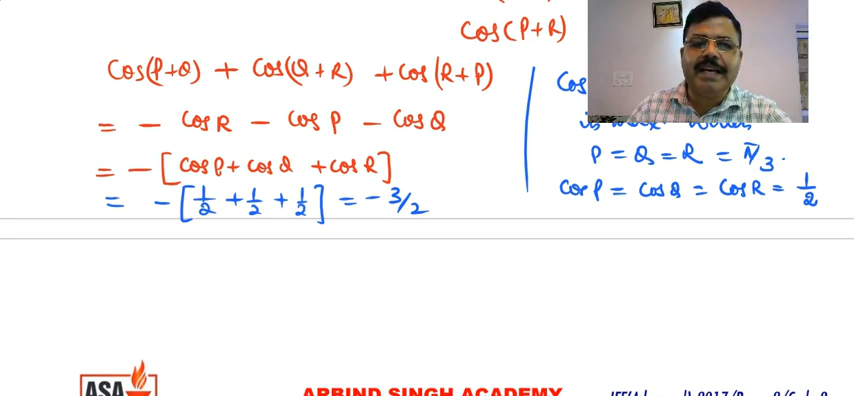 Cos(P+R)
Cos(P+Q) + Cos(Q+R) + Cos(R+P)
= - CosR - CosP - CosQ
= - [CosP + CosQ + CosR]
= - [1/2 + 1/2 + 1/2] = - 3/2
Cos
P = Q = R = π/3.
CosP = CosQ = CosR = 1/2
ASA
ARBIND SINGH ACADEMY